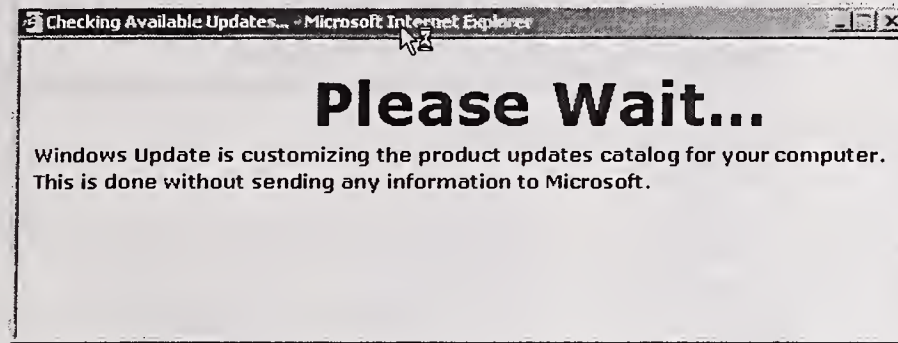 Checking Available Updates... - Microsoft Internet Explorer
Please Wait...
Windows Update is customizing the product updates catalog for your computer.
This is done without sending any information to Microsoft.